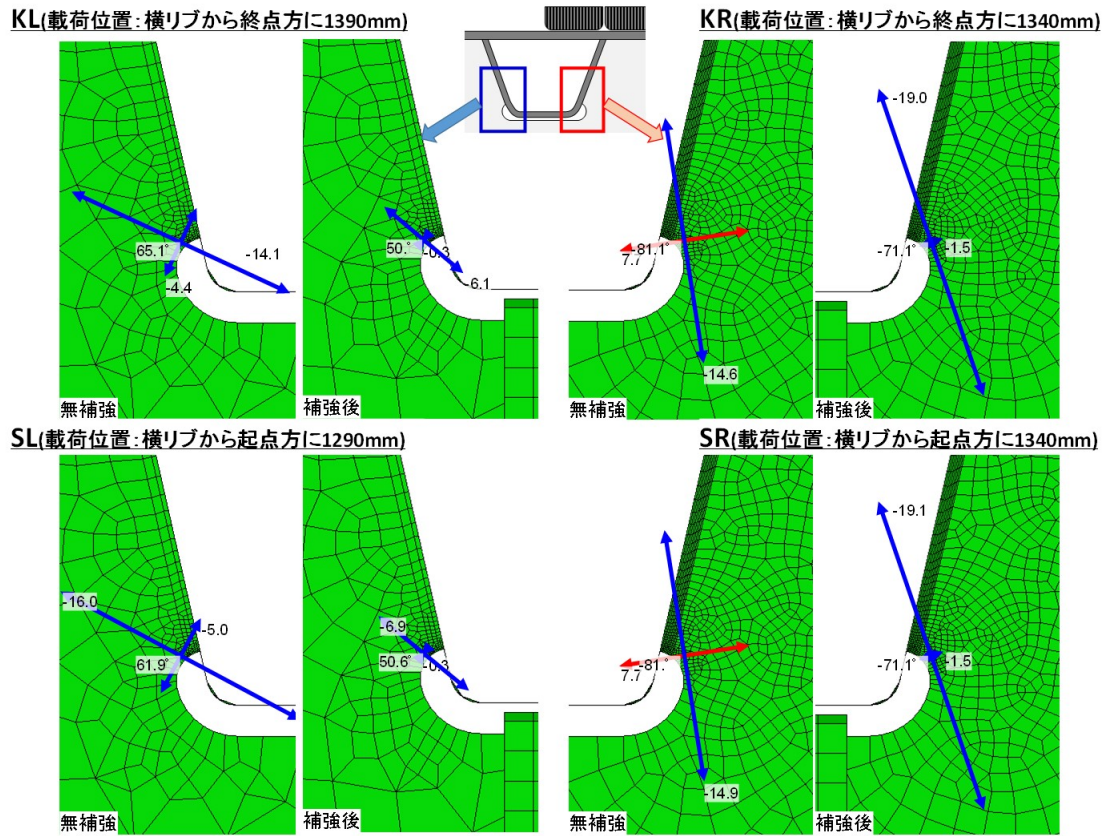 KL(載荷位置:横リブから終点方に1390mm)
KR(載荷位置:横リブから終点方に1340mm)
65.1°
-14.1
-4.4
無補強
50.°
-0.3
-6.1
補強後
-81.1°
7.7
-14.6
無補強
-19.0
-71.1°
-1.5
補強後
SL(載荷位置:横リブから起点方に1290mm)
SR(載荷位置:横リブから起点方に1340mm)
-16.0
-5.0
61.9°
無補強
-6.9
50.6°
-0.3
補強後
-81.°
7.7
-14.9
無補強
-19.1
-71.1°
-1.5
補強後